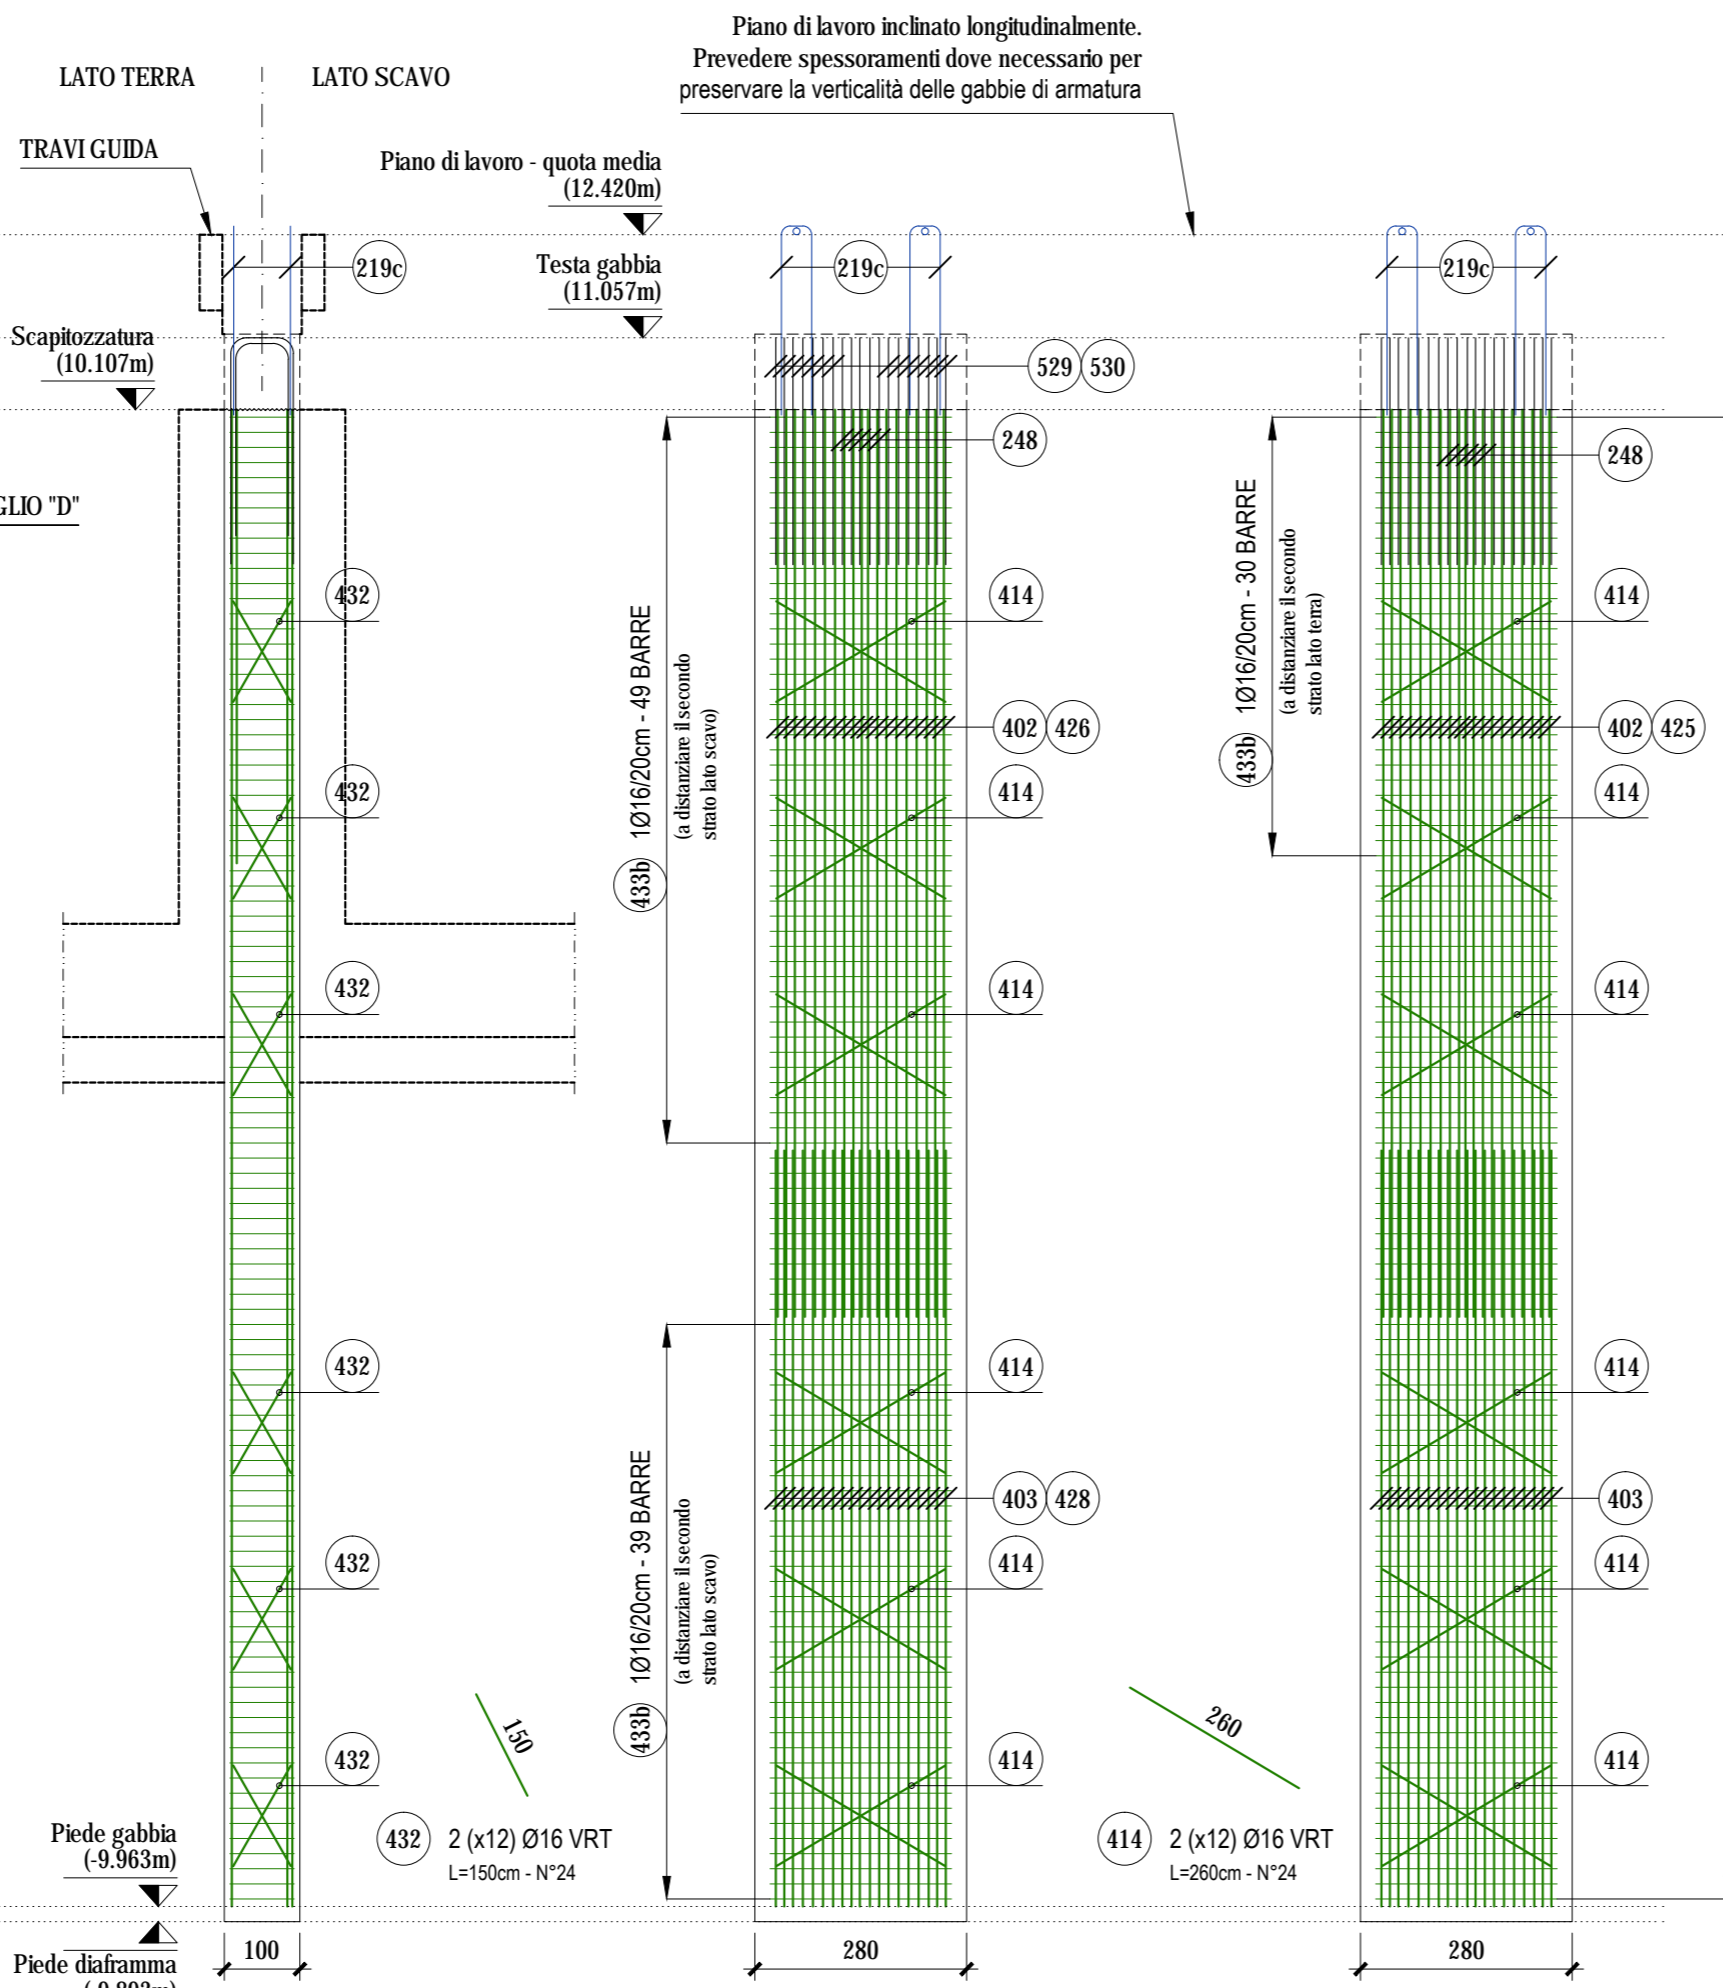 Piano di lavoro inclinato longitudinalmente.
Prevedere spessoramenti dove necessario per
preservare la verticalità delle gabbie di armatura
LATO TERRA
LATO SCAVO
TRAVI GUIDA
Piano di lavoro - quota media
(12.420m)
Testa gabbia
(11.057m)
219c
219c
219c
Scapitozzatura
(10.107m)
529
530
248
248
GLIO "D"
432
414
414
1Ø16/20cm - 49 BARRE
(a distanziare il secondo
strato lato scavo)
433b
1Ø16/20cm - 30 BARRE
(a distanziare il secondo
strato lato terra)
433b
402
426
402
425
432
414
414
432
414
414
432
414
414
1Ø16/20cm - 39 BARRE
(a distanziare il secondo
strato lato scavo)
433b
403
428
403
432
414
414
150
260
432
414
414
432
2 (x12) Ø16 VRT
L=150cm - N°24
414
2 (x12) Ø16 VRT
L=260cm - N°24
Piede gabbia
(-9.963m)
Piede diaframma
100
280
280